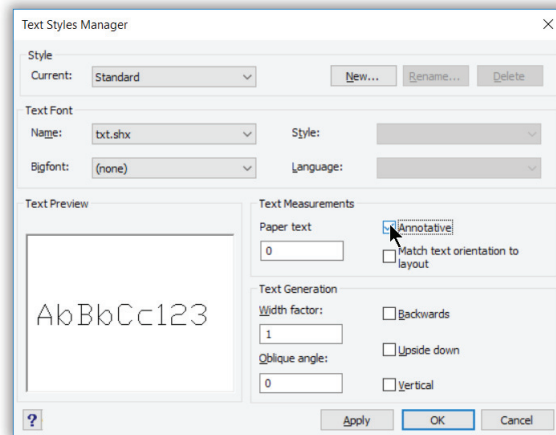 Text Styles Manager
Style
Current: Standard New... Rename... Delete
Text Font
Name: txt.shx Style:
Bigfont: (none) Language:
Text Preview
AbBbCc123
Text Measurements
Paper text Annotative
0 Match text orientation to
layout
Text Generation
Width factor: Backwards
1
Upside down
Oblique angle:
0 Vertical
? Apply OK Cancel